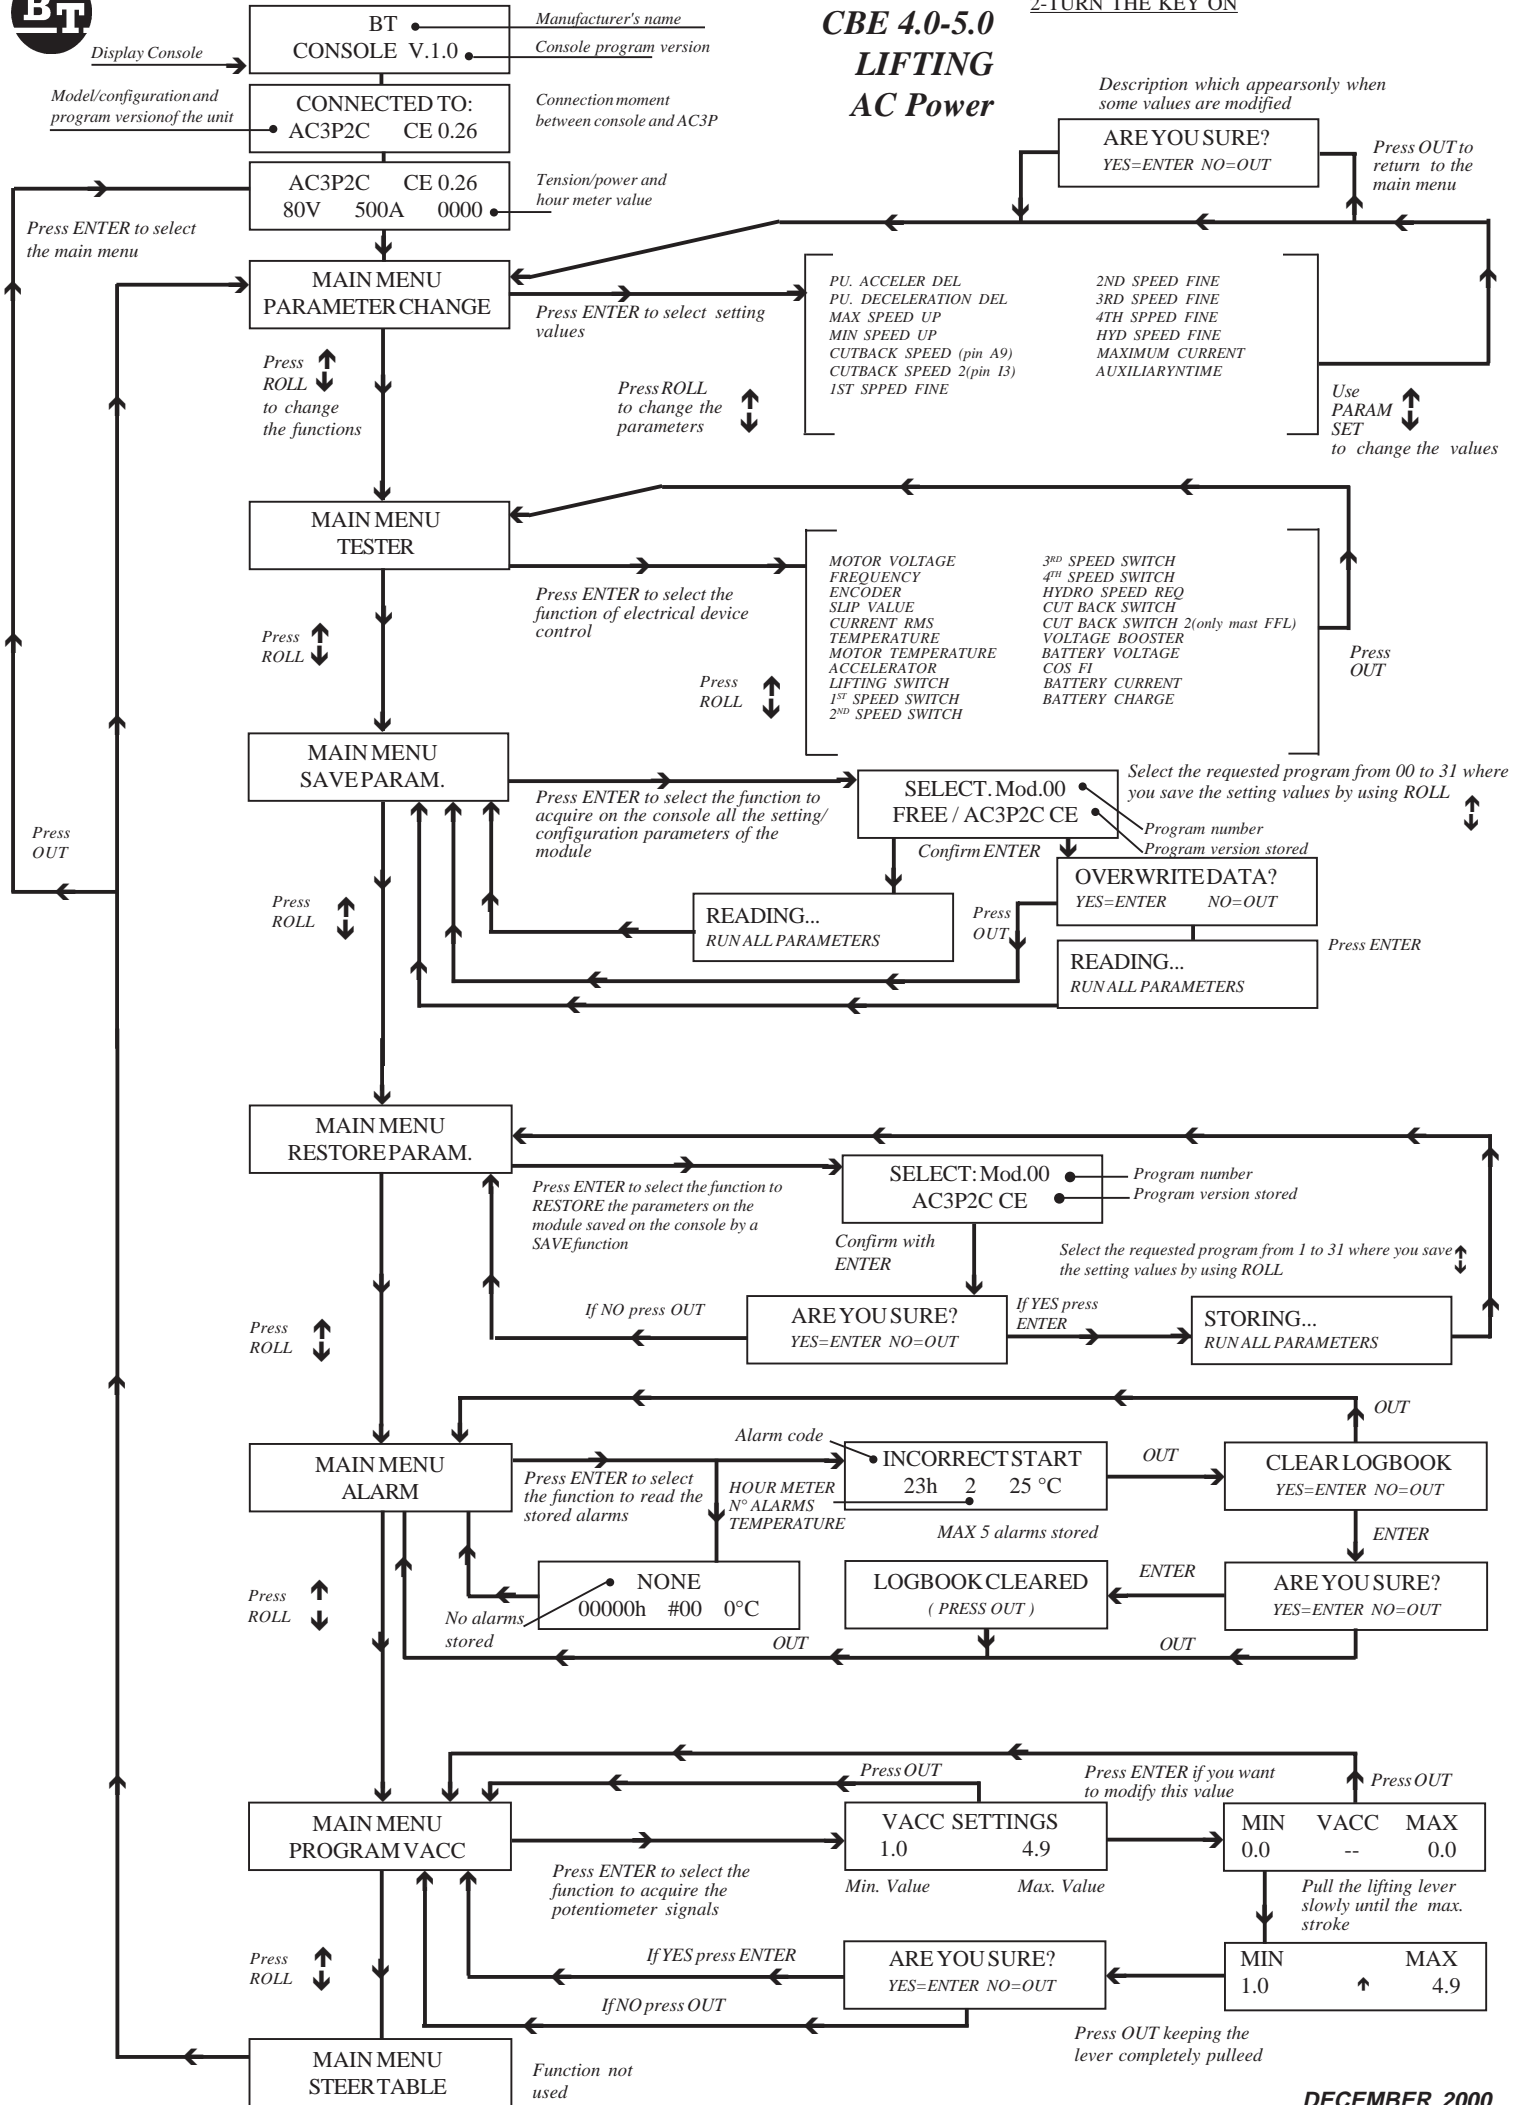 BT
2-TURN THE KEY ON
CBE 4.0-5.0
LIFTING
AC Power
BT
CONSOLE V.1.0
Manufacturer's name
Console program version
Display Console
Model/configuration and
program versionof the unit
CONNECTED TO:
AC3P2C CE 0.26
Connection moment
between console and AC3P
AC3P2C CE 0.26
80V 500A 0000
Tension/power and
hour meter value
Description which appearsonly when
some values are modified
ARE YOU SURE?
YES=ENTER NO=OUT
Press OUT to
return to the
main menu
Press ENTER to select
the main menu
MAIN MENU
PARAMETER CHANGE
Press ENTER to select setting
values
PU. ACCELER DEL
PU. DECELERATION DEL
MAX SPEED UP
MIN SPEED UP
CUTBACK SPEED (pin A9)
CUTBACK SPEED 2(pin I3)
1ST SPPED FINE
2ND SPEED FINE
3RD SPEED FINE
4TH SPPED FINE
HYD SPEED FINE
MAXIMUM CURRENT
AUXILIARYNTIME
Press
ROLL
to change
the functions
Press ROLL
to change the
parameters
Use
PARAM
SET
to change the values
MAIN MENU
TESTER
Press ENTER to select the
function of electrical device
control
MOTOR VOLTAGE
FREQUENCY
ENCODER
SLIP VALUE
CURRENT RMS
TEMPERATURE
MOTOR TEMPERATURE
ACCELERATOR
LIFTING SWITCH
1ST SPEED SWITCH
2ND SPEED SWITCH
3RD SPEED SWITCH
4TH SPEED SWITCH
HYDRO SPEED REQ
CUT BACK SWITCH
CUT BACK SWITCH 2(only mast FFL)
VOLTAGE BOOSTER
BATTERY VOLTAGE
COS FI
BATTERY CURRENT
BATTERY CHARGE
Press
ROLL
Press
ROLL
Press
OUT
MAIN MENU
SAVE PARAM.
Press ENTER to select the function to
acquire on the console all the setting/
configuration parameters of the
module
SELECT. Mod.00
FREE / AC3P2C CE
Select the requested program from 00 to 31 where
you save the setting values by using ROLL
Program number
Program version stored
Confirm ENTER
Press
OUT
OVERWRITE DATA?
YES=ENTER NO=OUT
Press
ROLL
READING...
RUN ALL PARAMETERS
Press
OUT
Press ENTER
READING...
RUN ALL PARAMETERS
MAIN MENU
RESTORE PARAM.
Press ENTER to select the function to
RESTORE the parameters on the
module saved on the console by a
SAVE function
SELECT: Mod.00
AC3P2C CE
Program number
Program version stored
Confirm with
ENTER
Select the requested program from 1 to 31 where you save
the setting values by using ROLL
If NO press OUT
ARE YOU SURE?
YES=ENTER NO=OUT
If YES press
ENTER
STORING...
RUN ALL PARAMETERS
Press
ROLL
MAIN MENU
ALARM
Press ENTER to select
the function to read the
stored alarms
Alarm code
INCORRECT START
23h 2 25 °C
HOUR METER
N° ALARMS
TEMPERATURE
MAX 5 alarms stored
OUT
OUT
CLEAR LOGBOOK
YES=ENTER NO=OUT
ENTER
NONE
00000h #00 0°C
No alarms
stored
LOGBOOK CLEARED
( PRESS OUT )
ENTER
ARE YOU SURE?
YES=ENTER NO=OUT
OUT
OUT
Press
ROLL
MAIN MENU
PROGRAM VACC
Press ENTER to select the
function to acquire the
potentiometer signals
Press OUT
VACC SETTINGS
1.0 4.9
Min. Value Max. Value
Press ENTER if you want
to modify this value
Press OUT
MIN VACC MAX
0.0 -- 0.0
Pull the lifting lever
slowly until the max.
stroke
MIN MAX
1.0 4.9
If YES press ENTER
ARE YOU SURE?
YES=ENTER NO=OUT
If NO press OUT
Press OUT keeping the
lever completely pulleed
Press
ROLL
MAIN MENU
STEER TABLE
Function not
used
DECEMBER 2000